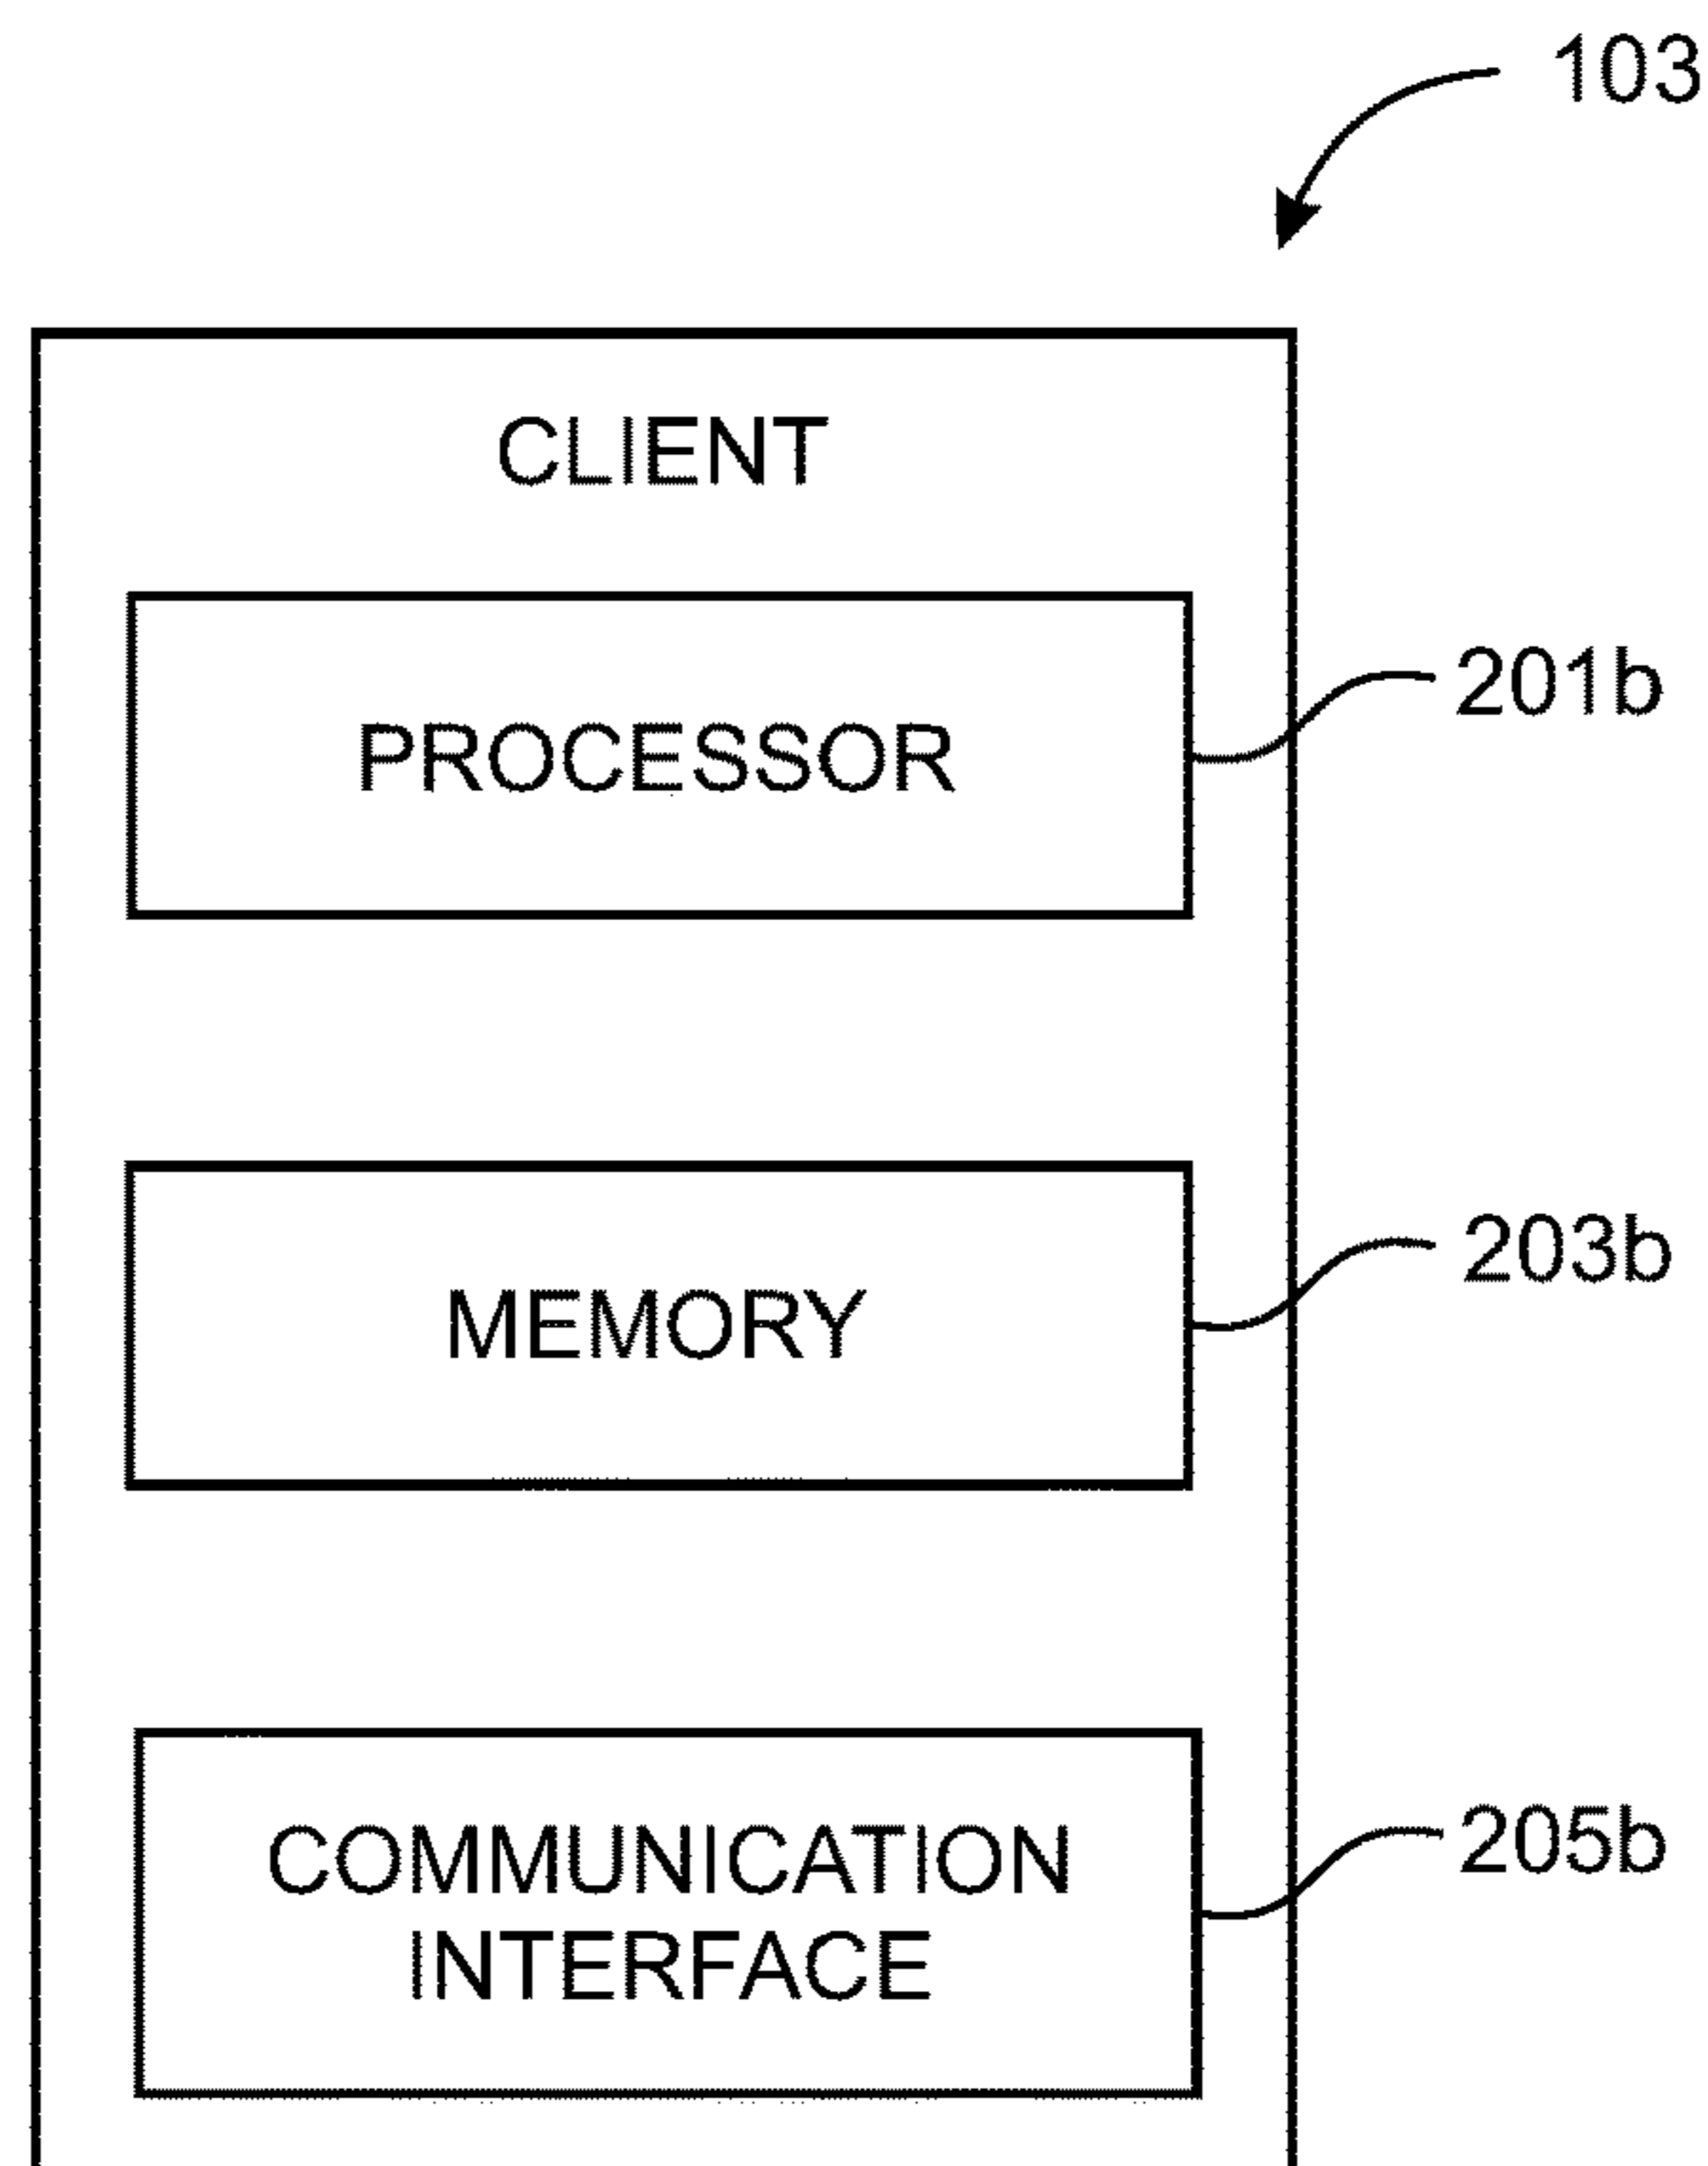 103
CLIENT
PROCESSOR
201b
MEMORY
203b
COMMUNICATION
INTERFACE
205b